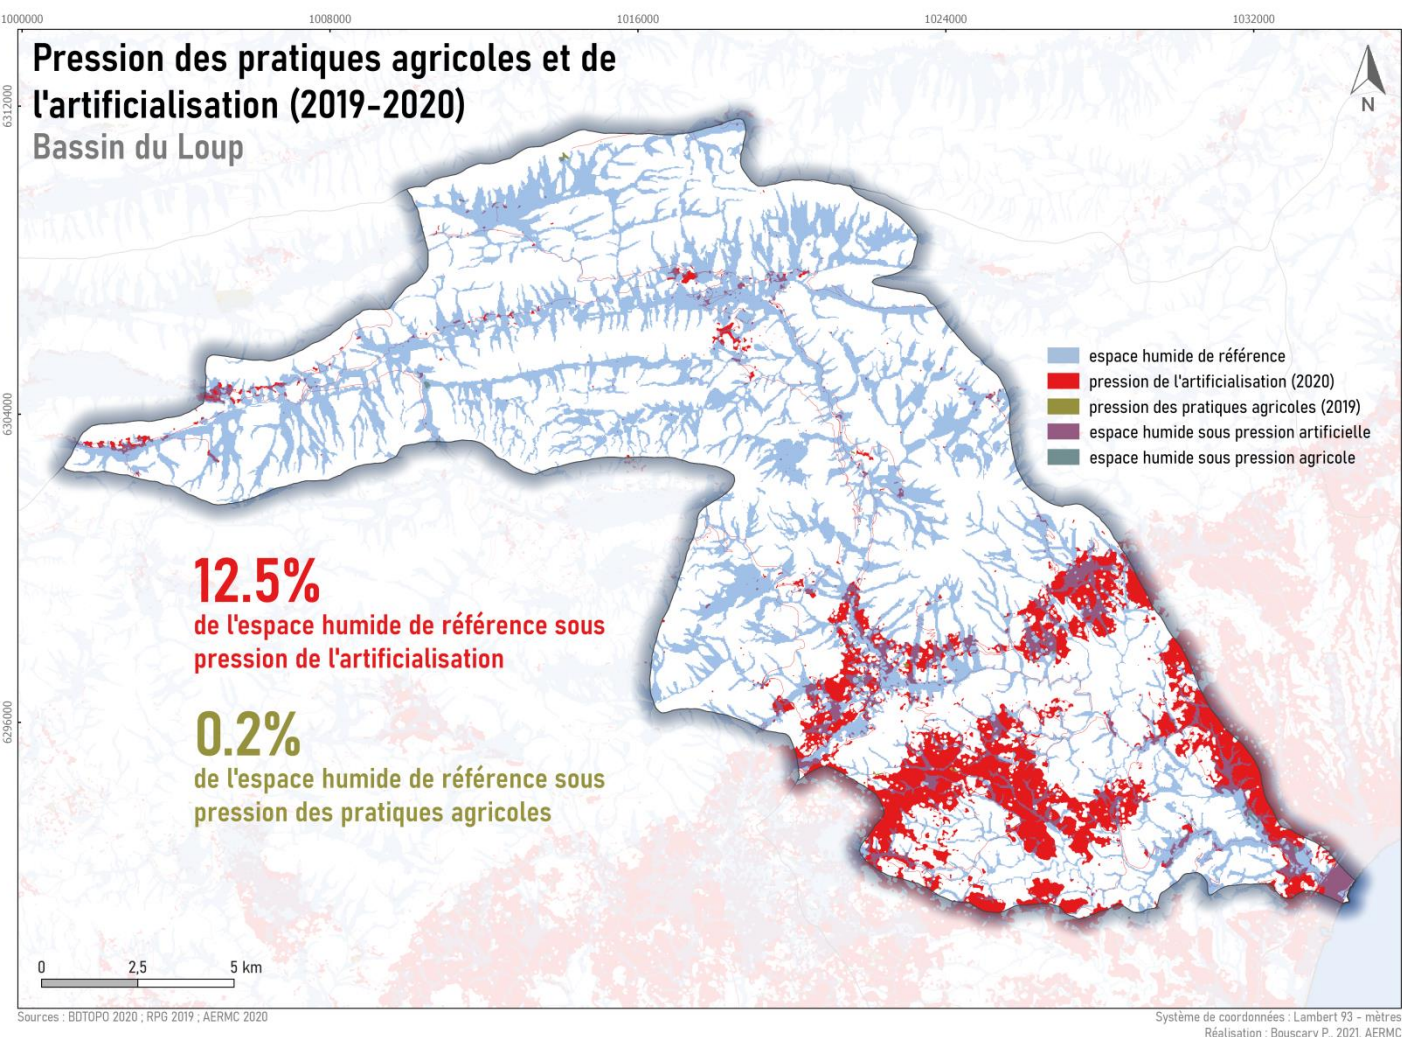 1000000
1008000
1016000
1024000
1032000
Pression des pratiques agricoles et de
l'artificialisation (2019-2020)
Bassin du Loup
N
6312000
6304000
6296000
espace humide de référence
pression de l'artificialisation (2020)
pression des pratiques agricoles (2019)
espace humide sous pression artificielle
espace humide sous pression agricole
12.5%
de l'espace humide de référence sous
pression de l'artificialisation
0.2%
de l'espace humide de référence sous
pression des pratiques agricoles
0
2,5
5 km
Sources : BDTOPO 2020 ; RPG 2019 ; AERMC 2020
Système de coordonnées : Lambert 93 - mètres
Réalisation : Bouscary P., 2021, AERMC